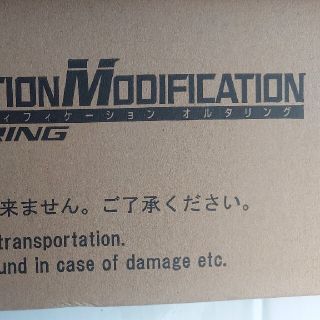 TION MODIFICATION
ィフィケーション オルタリング
RING
来ません。ご了承ください。
transportation.
und in case of damage etc.